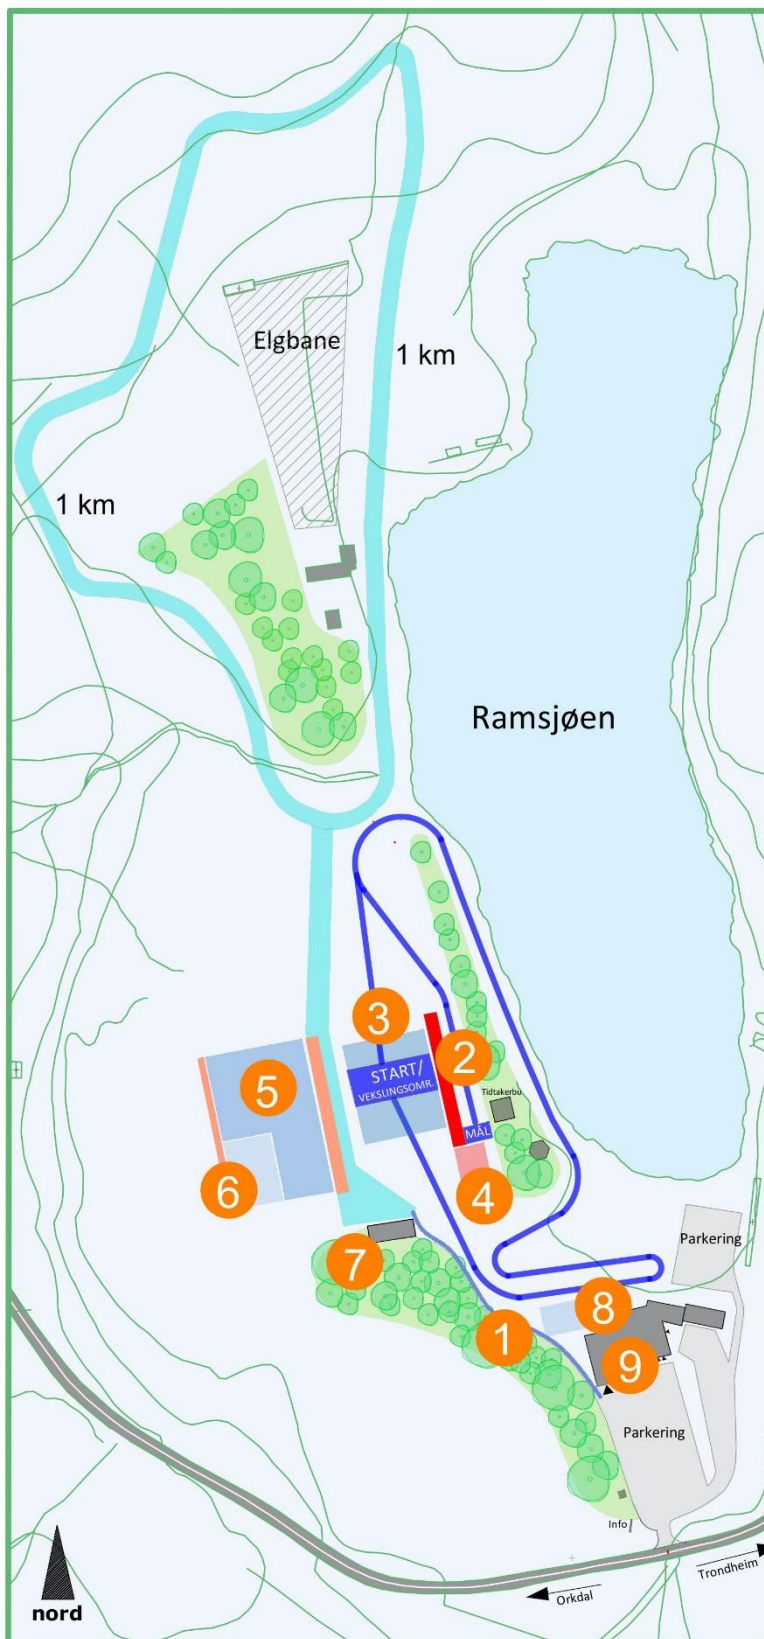 Elgbane
1 km
1 km
Ramsjøen
3
START/
VEKSLINGSOMR.
2
5
Tidtakerbu
MÅL
6
4
Parkering
7
8
1
9
Parkering
Info
Trondheim
Orkdal
nord